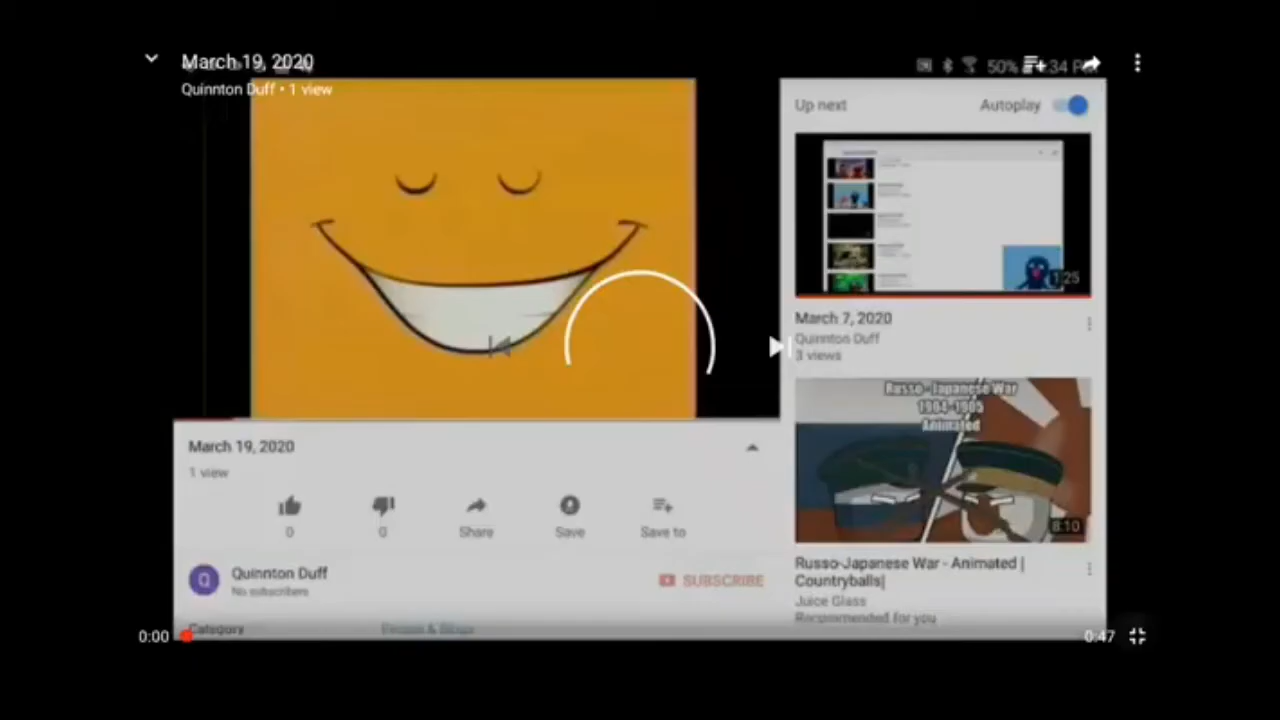 March 19, 2020
Quinnton Duff • 1 view
50%
:34 P
Up next
Autoplay
1:25
March 7, 2020
Quinnton Duff
3 views
Russo-Japanese War
1904-1905
Animated
8:10
Russo-Japanese War - Animated |
Countryballs|
Juice Glass
Recommended for you
March 19, 2020
1 view
0
0
Share
Save
Save to
Q
Quinnton Duff
No subscribers
SUBSCRIBE
Category
0:00
0:47